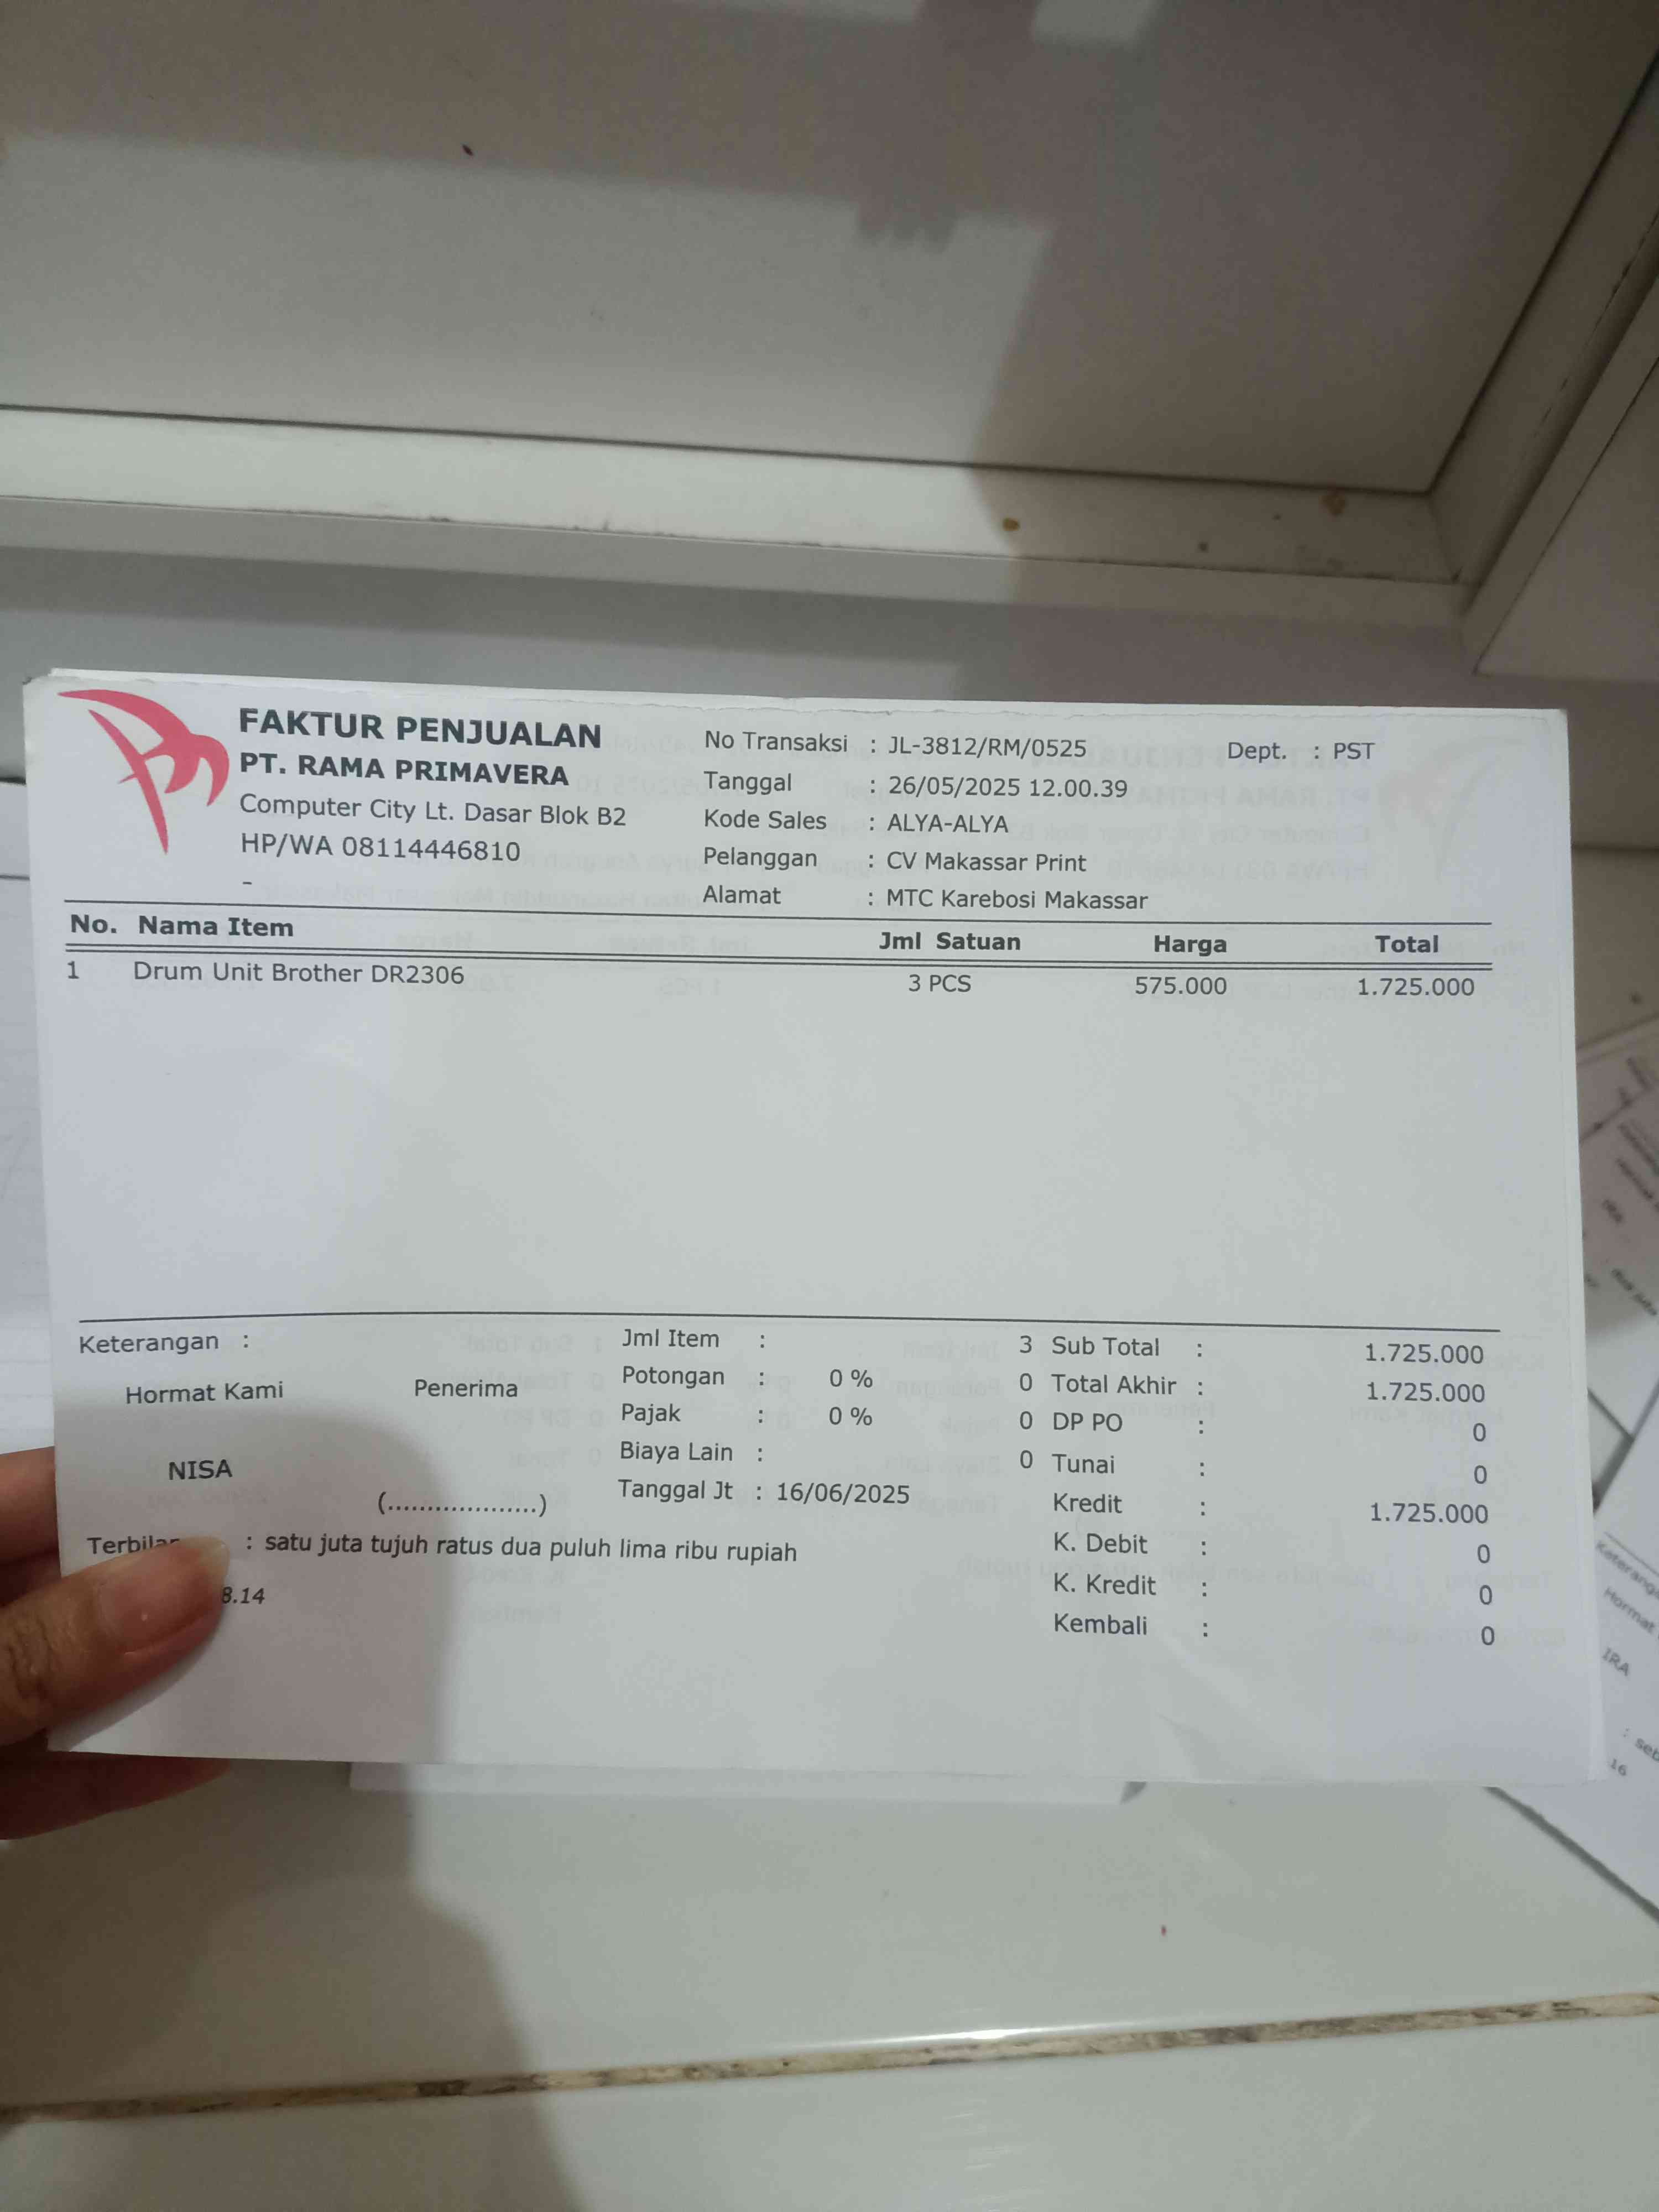 FAKTUR PENJUALAN
PT. RAMA PRIMAVERA
Computer City Lt. Dasar Blok B2
HP/WA 08114446810
-
No Transaksi : JL-3812/RM/0525 Dept. : PST
Tanggal : 26/05/2025 12.00.39
Kode Sales : ALYA-ALYA
Pelanggan : CV Makassar Print
Alamat : MTC Karebosi Makassar
No. Nama Item Jml Satuan Harga Total
1 Drum Unit Brother DR2306 3 PCS 575.000 1.725.000
Keterangan :
Hormat Kami Penerima
NISA
(...................)
Jml Item : 3
Potongan : 0 % 0
Pajak : 0 % 0
Biaya Lain : 0
Tanggal Jt : 16/06/2025
Sub Total : 1.725.000
Total Akhir : 1.725.000
DP PO : 0
Tunai : 0
Kredit : 1.725.000
K. Debit : 0
K. Kredit : 0
Kembali : 0
: satu juta tujuh ratus dua puluh lima ribu rupiah
8.14
Hormat
IRA
16